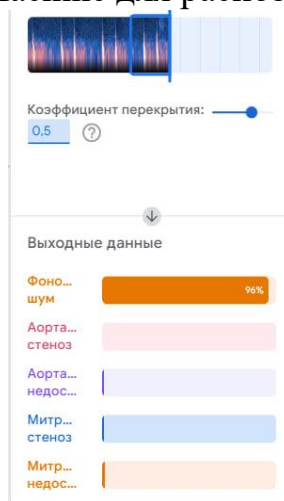 Коэффициент перекрытия:
0,5
Выходные данные
Фоно...
шум
96%
Аорта...
стеноз
Аорта...
недос...
Митр...
стеноз
Митр...
недос...